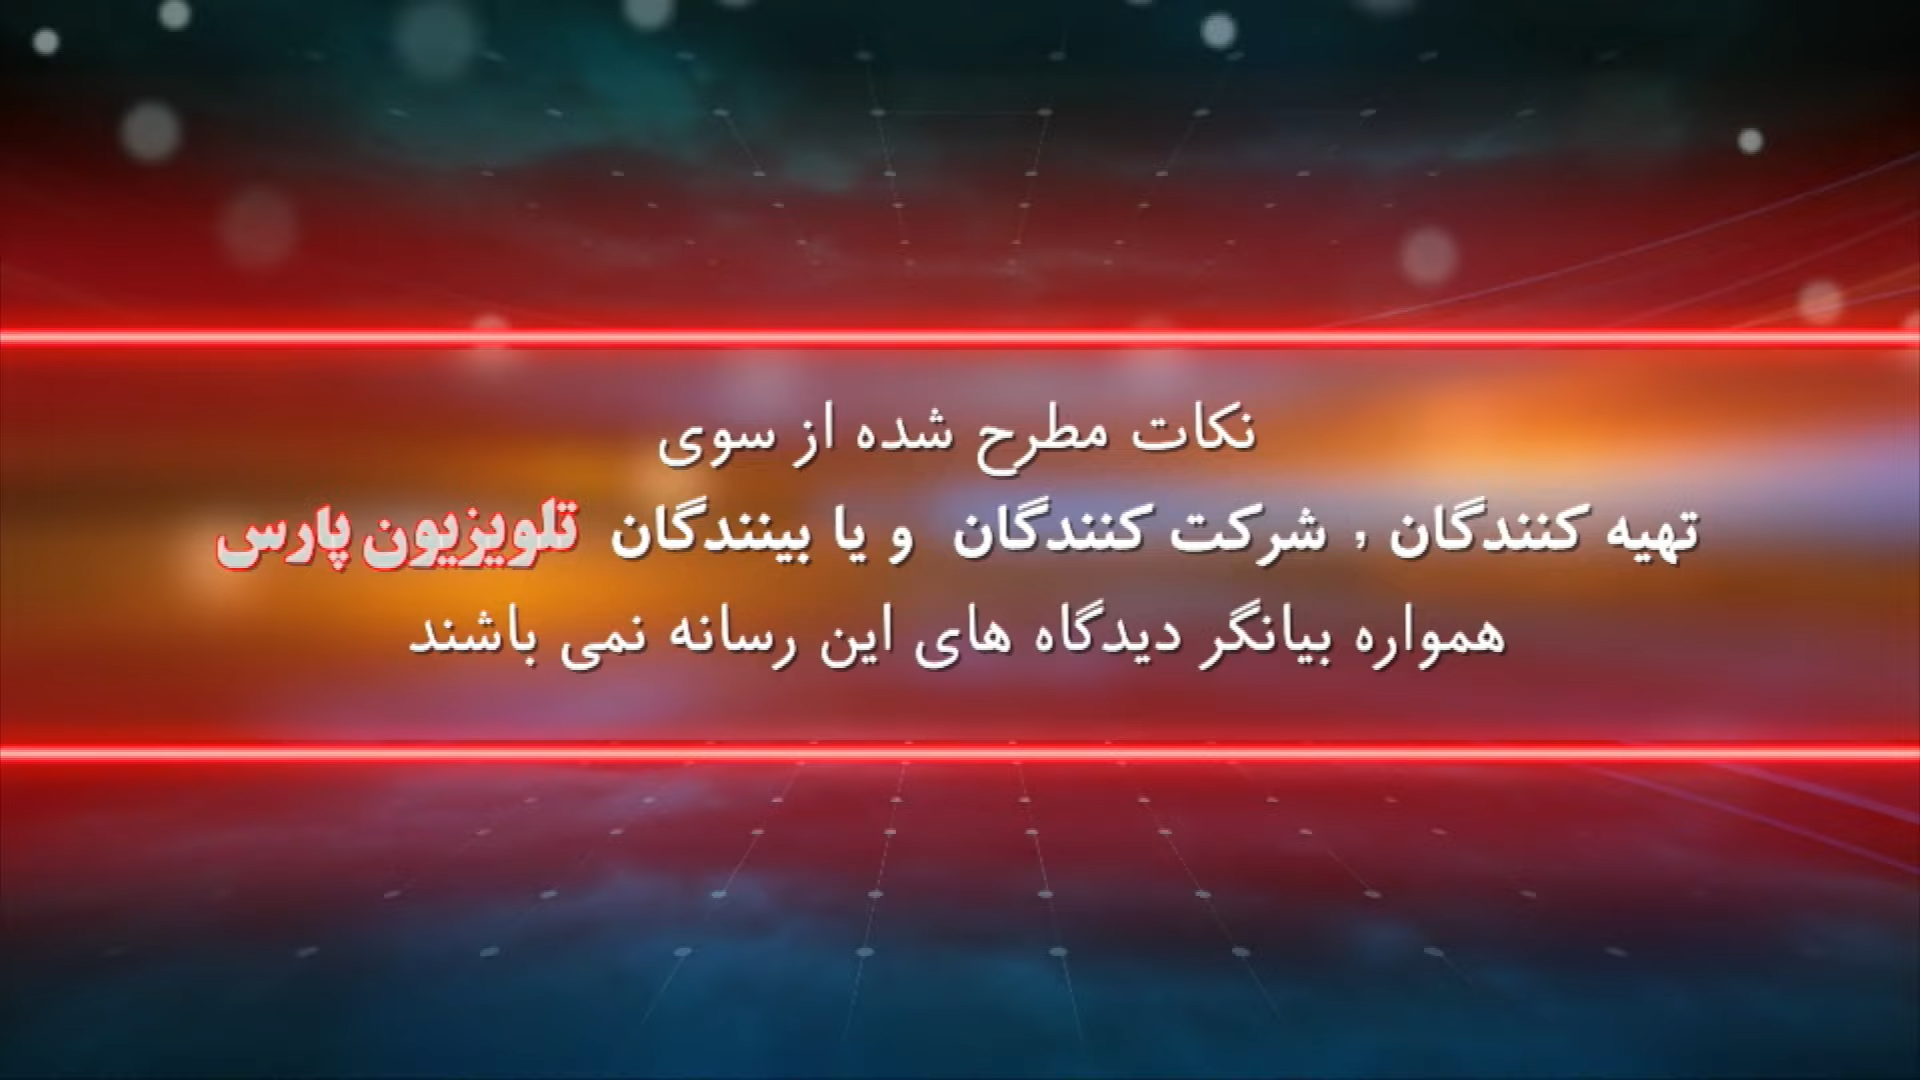 نکات مطرح شده از سوی
تهیه کنندگان , شرکت کنندگان و یا بینندگان تلویزیون پارس
همواره بیانگر دیدگاه های این رسانه نمی باشند